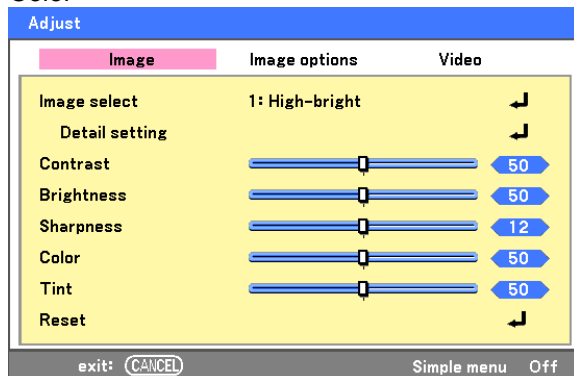 Adjust
Image Image options Video
Image select 1: High-bright
Detail setting
Contrast 50
Brightness 50
Sharpness 12
Color 50
Tint 50
Reset
exit: CANCEL Simple menu Off